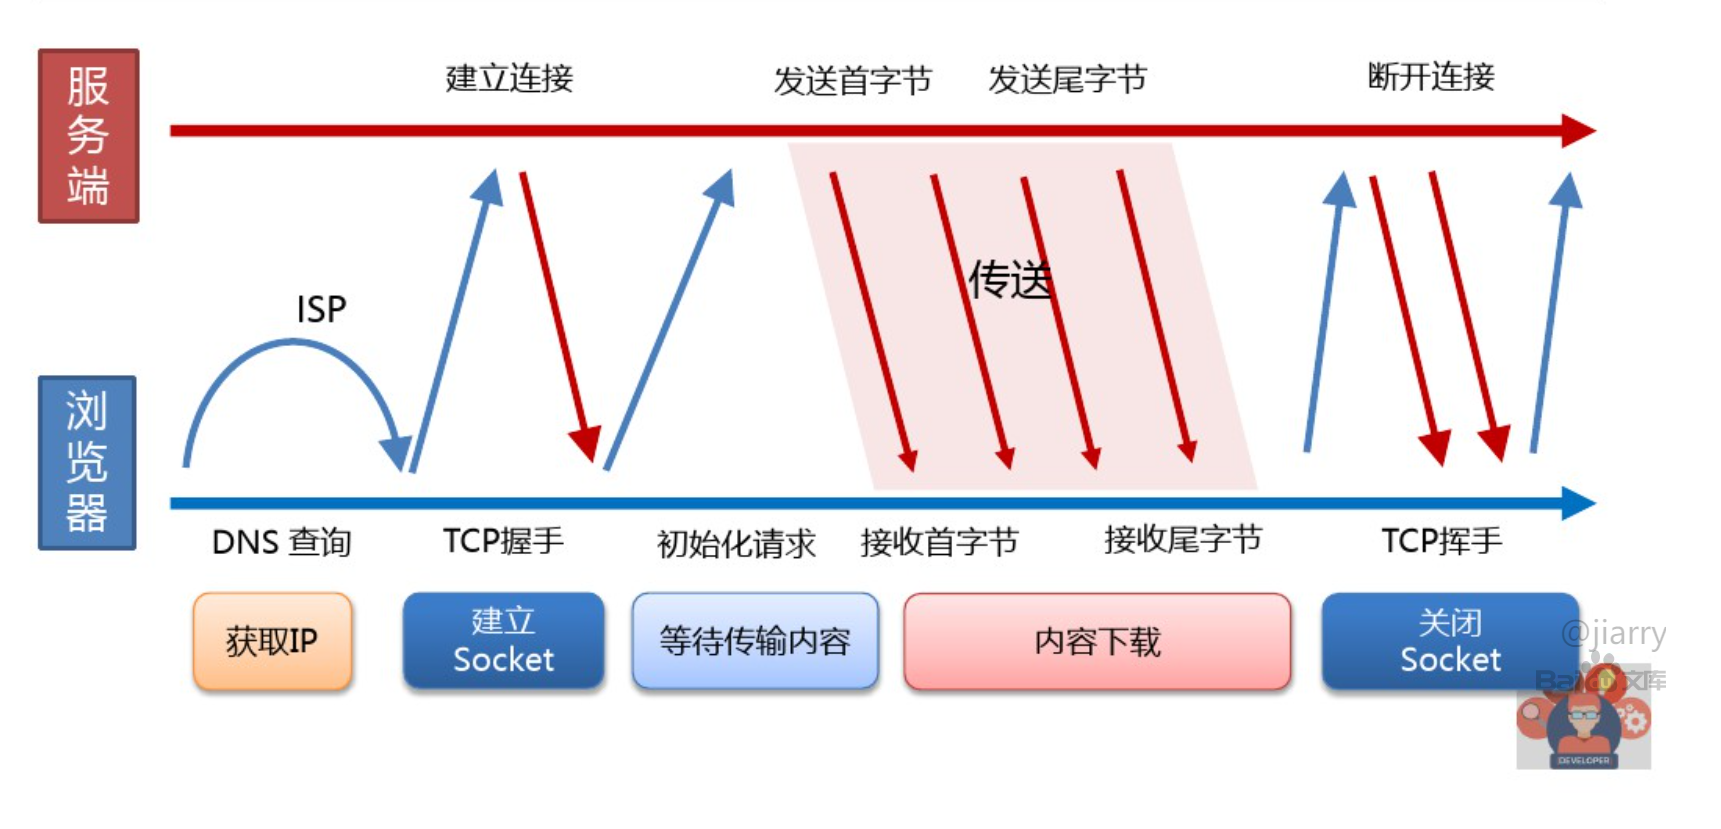 服务端
建立连接
发送首字节
发送尾字节
断开连接
ISP
传送
浏览器
DNS 查询
TCP握手
初始化请求
接收首字节
接收尾字节
TCP挥手
获取IP
建立
Socket
等待传输内容
内容下载
关闭
Socket
@jiarry
Baidu文库
DEVELOPER